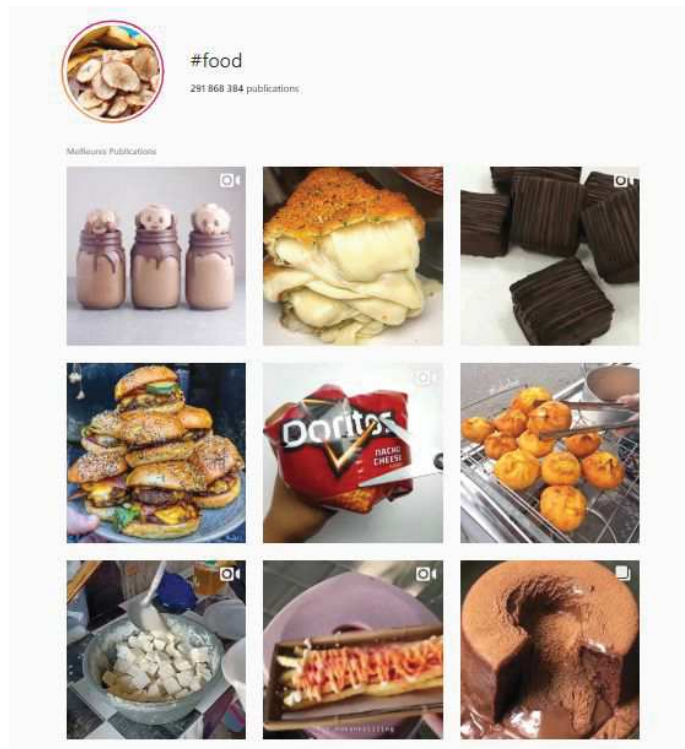 #food
291 868 384 publications
Meilleures Publications
Doritos
NACHO
CHEESE